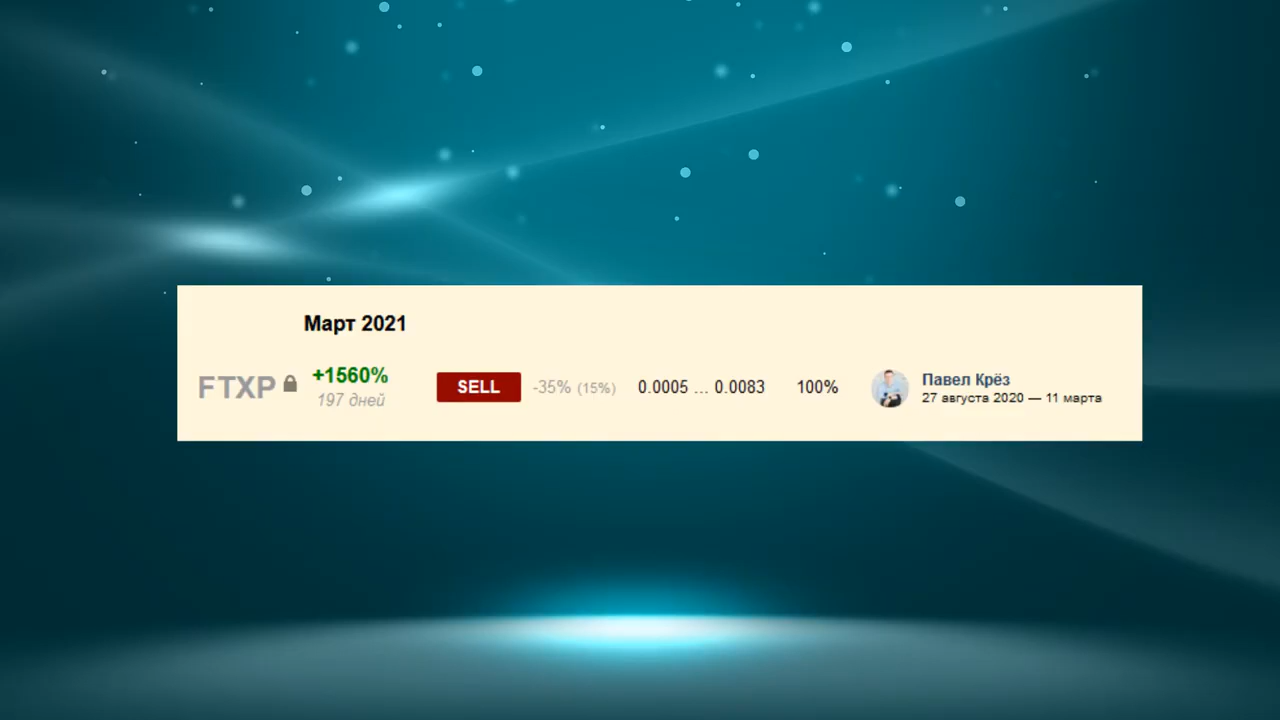 Март 2021
FTXP +1560% SELL -35% (15%) 0.0005 ... 0.0083 100% Павел Крёз
197 дней 27 августа 2020 — 11 марта